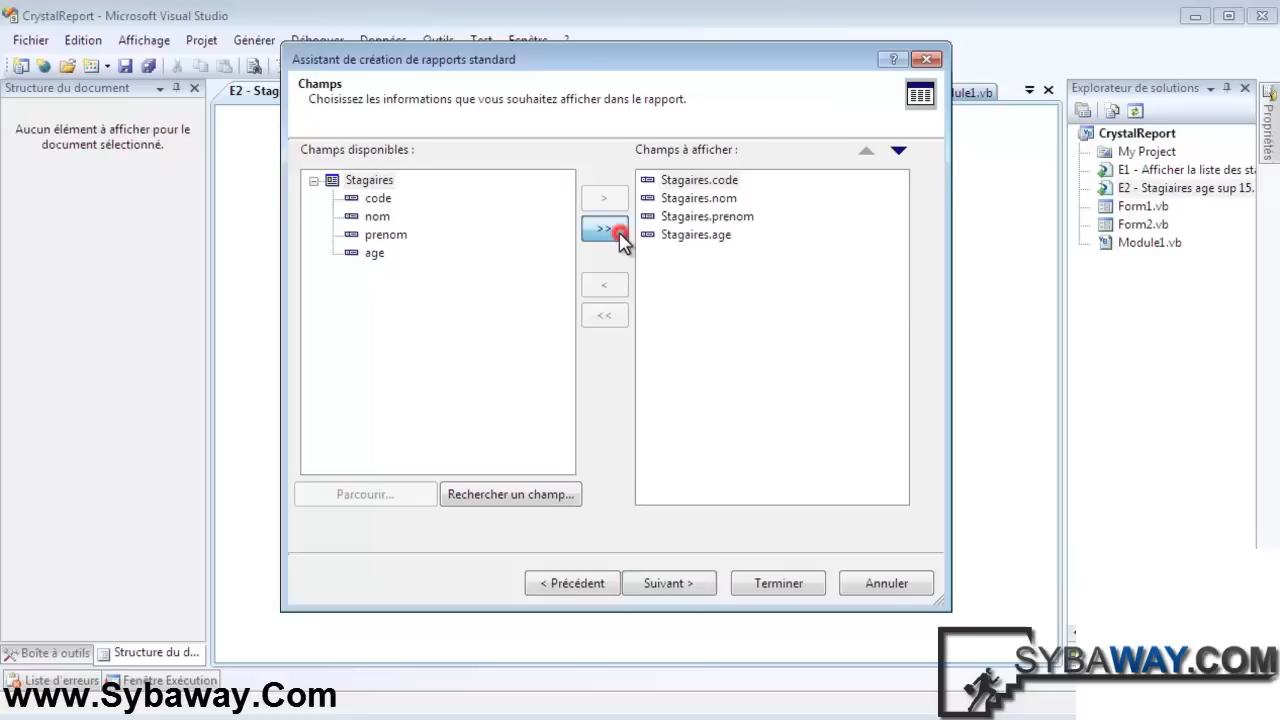 CrystalReport - Microsoft Visual Studio
Fichier Edition Affichage Projet Générer Déboguer Données Outils Test Fenêtre ?
Assistant de création de rapports standard
Structure du document
E2 - Stag
dule1.vb
Explorateur de solutions
Propriétés
Champs
Choisissez les informations que vous souhaitez afficher dans le rapport.
Aucun élément à afficher pour le
document sélectionné.
Champs disponibles :
Champs à afficher :
Stagaires
code
nom
prenom
age
>
>>
<
<<
Stagaires.code
Stagaires.nom
Stagaires.prenom
Stagaires.age
CrystalReport
My Project
E1 - Afficher la liste des sta
E2 - Stagiaires age sup 15.
Form1.vb
Form2.vb
Module1.vb
Parcourir...
Rechercher un champ...
< Précédent
Suivant >
Terminer
Annuler
Boîte à outils
Structure du d...
Liste d'erreurs
Fenêtre Exécution
www.Sybaway.Com
SYBAWAY.COM